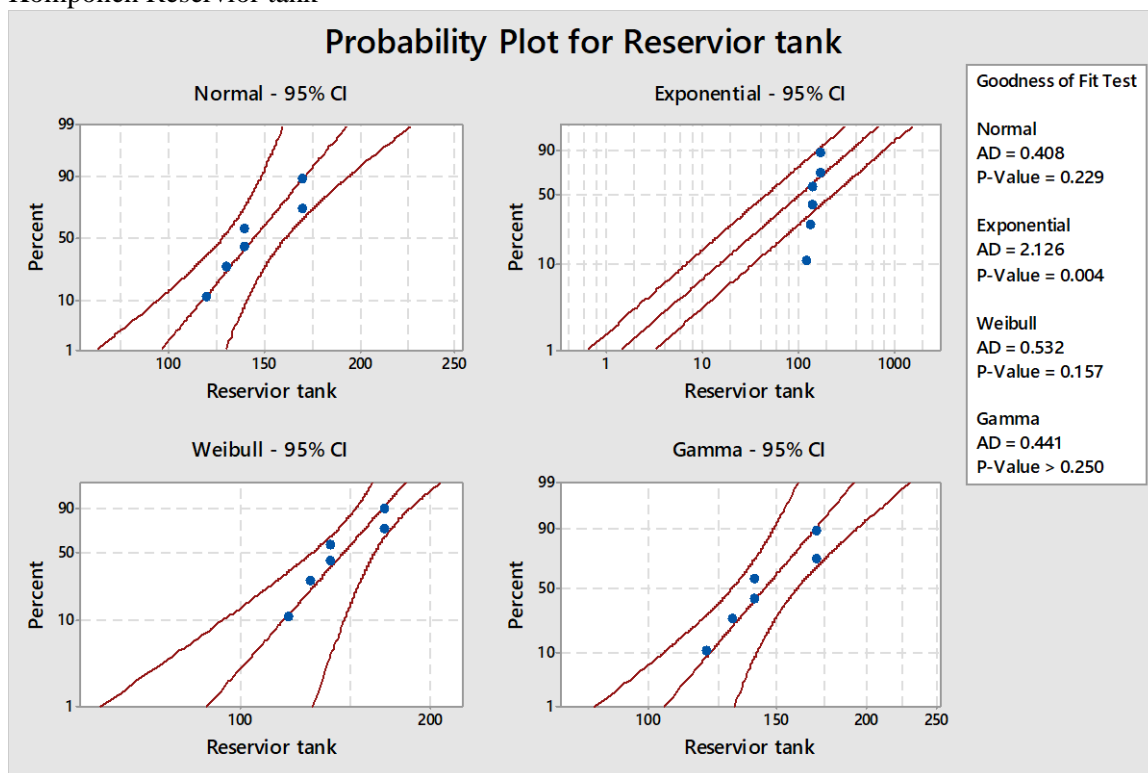 Komponen Reservior tank
Probability Plot for Reservior tank
Normal - 95% CI
99
90
50
10
1
Percent
100 150 200 250
Reservior tank
Exponential - 95% CI
90
50
10
1
Percent
1 10 100 1000
Reservior tank
Weibull - 95% CI
90
50
10
1
Percent
100 200
Reservior tank
Gamma - 95% CI
99
90
50
10
1
Percent
100 150 200 250
Reservior tank
Goodness of Fit Test
Normal
AD = 0.408
P-Value = 0.229
Exponential
AD = 2.126
P-Value = 0.004
Weibull
AD = 0.532
P-Value = 0.157
Gamma
AD = 0.441
P-Value > 0.250